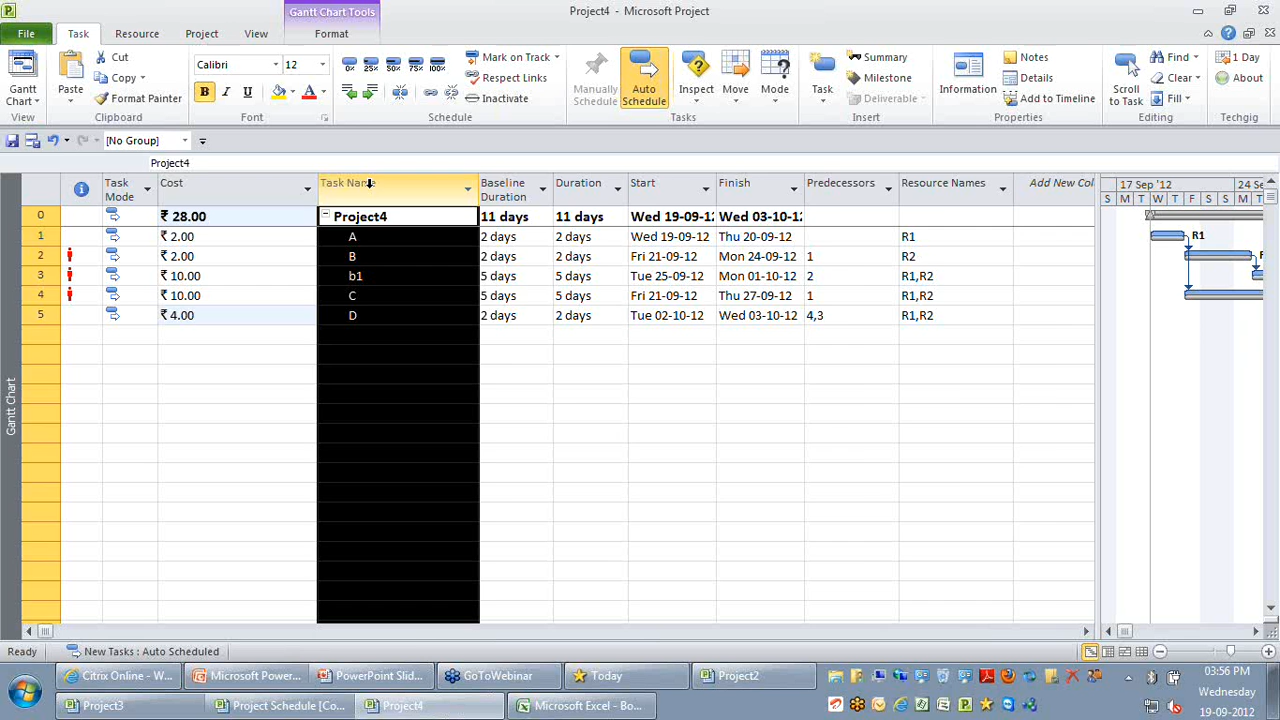 Gantt Chart Tools
Project4 - Microsoft Project
File Task Resource Project View Format
Gantt Chart
View
Paste
Cut
Copy
Format Painter
Clipboard
Calibri 12
B I U A
Font
0% 25% 50% 75% 100%
Mark on Track
Respect Links
Inactivate
Schedule
Manually Schedule
Auto Schedule
Inspect
Move
Mode
Tasks
Task
Summary
Milestone
Deliverable
Insert
Information
Notes
Details
Add to Timeline
Properties
Scroll to Task
Find
Clear
Fill
Editing
1 Day
About
Techgig
[No Group]
Project4
Task Mode Cost Task Name Baseline Duration Duration Start Finish Predecessors Resource Names Add New Col
17 Sep '12 24 Sep
S M T W T F S S M T
0 ₹ 28.00 Project4 11 days 11 days Wed 19-09-12 Wed 03-10-12
1 ₹ 2.00 A 2 days 2 days Wed 19-09-12 Thu 20-09-12 R1 R1
2 ₹ 2.00 B 2 days 2 days Fri 21-09-12 Mon 24-09-12 1 R2
3 ₹ 10.00 b1 5 days 5 days Tue 25-09-12 Mon 01-10-12 2 R1,R2
4 ₹ 10.00 C 5 days 5 days Fri 21-09-12 Thu 27-09-12 1 R1,R2
5 ₹ 4.00 D 2 days 2 days Tue 02-10-12 Wed 03-10-12 4,3 R1,R2
Gantt Chart
Ready New Tasks : Auto Scheduled
Citrix Online - W... Microsoft Power... PowerPoint Slid... GoToWebinar Today Project2
Project3 Project Schedule [Co... Project4 Microsoft Excel - Bo...
03:56 PM
Wednesday
19-09-2012